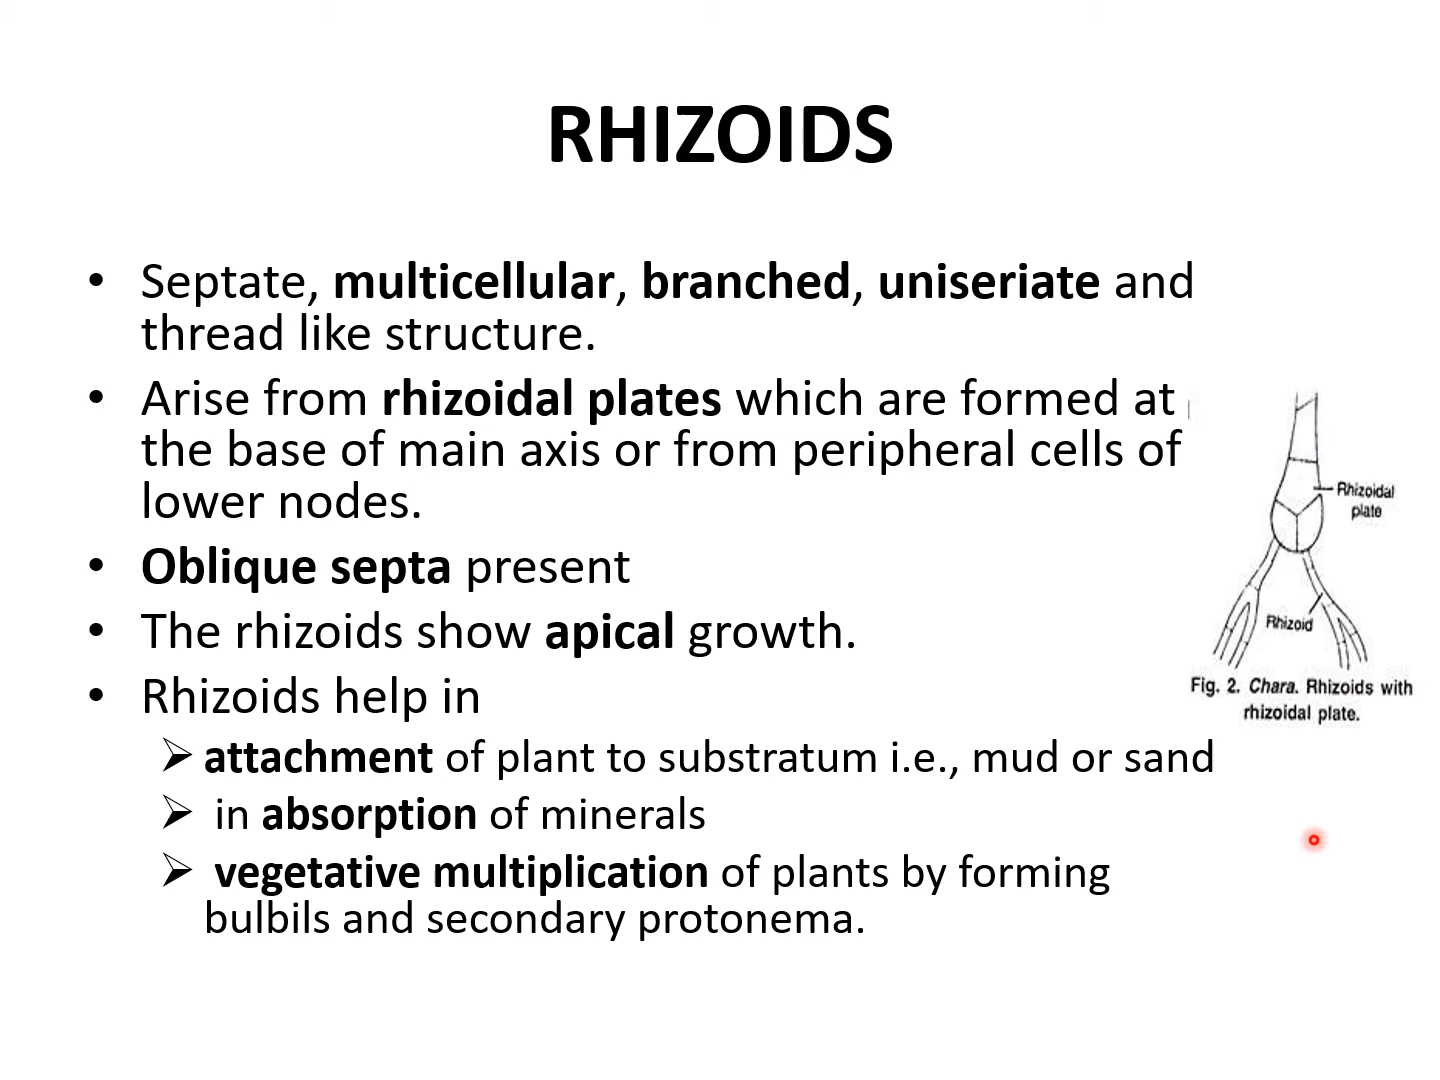 RHIZOIDS
• Septate, multicellular, branched, uniseriate and
thread like structure.
• Arise from rhizoidal plates which are formed at
the base of main axis or from peripheral cells of
lower nodes.
• Oblique septa present
• The rhizoids show apical growth.
• Rhizoids help in
➢ attachment of plant to substratum i.e., mud or sand
➢ in absorption of minerals
➢ vegetative multiplication of plants by forming
bulbils and secondary protonema.
Rhizoidal
plate
Rhizoid
Fig. 2. Chara. Rhizoids with
rhizoidal plate.